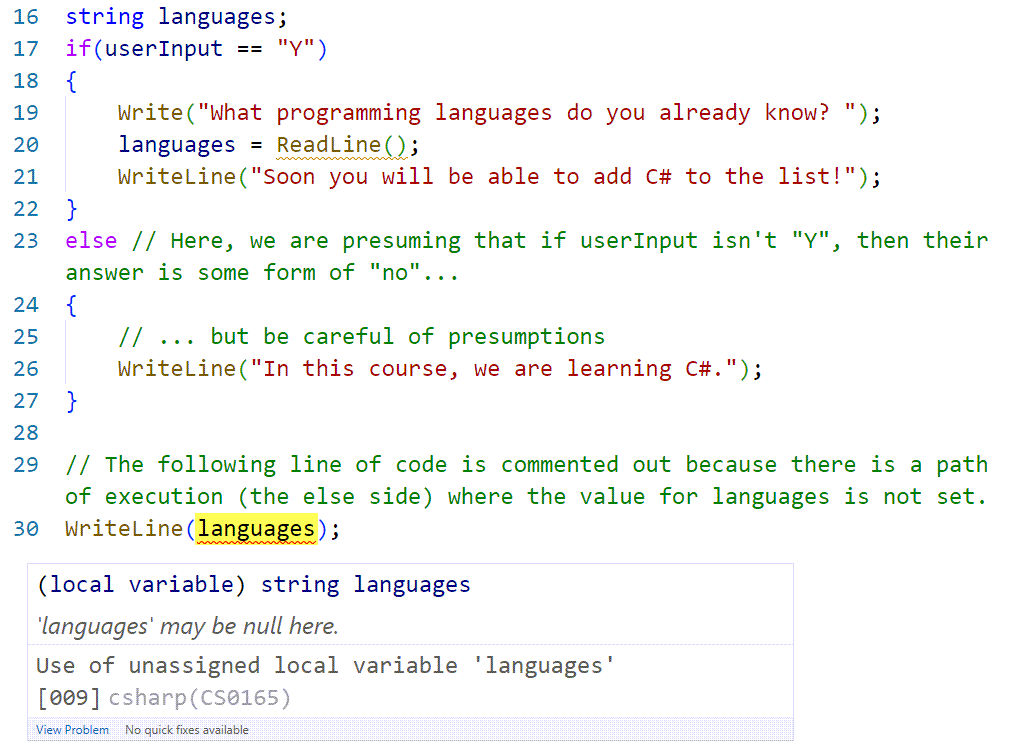 16 string languages;
17 if(userInput == "Y")
18 {
19 Write("What programming languages do you already know? ");
20 languages = ReadLine();
21 WriteLine("Soon you will be able to add C# to the list!");
22 }
23 else // Here, we are presuming that if userInput isn't "Y", then their
answer is some form of "no"...
24 {
25 // ... but be careful of presumptions
26 WriteLine("In this course, we are learning C#.");
27 }
28
29 // The following line of code is commented out because there is a path
of execution (the else side) where the value for languages is not set.
30 WriteLine(languages);
(local variable) string languages
'languages' may be null here.
Use of unassigned local variable 'languages'
[009] csharp(CS0165)
View Problem No quick fixes available